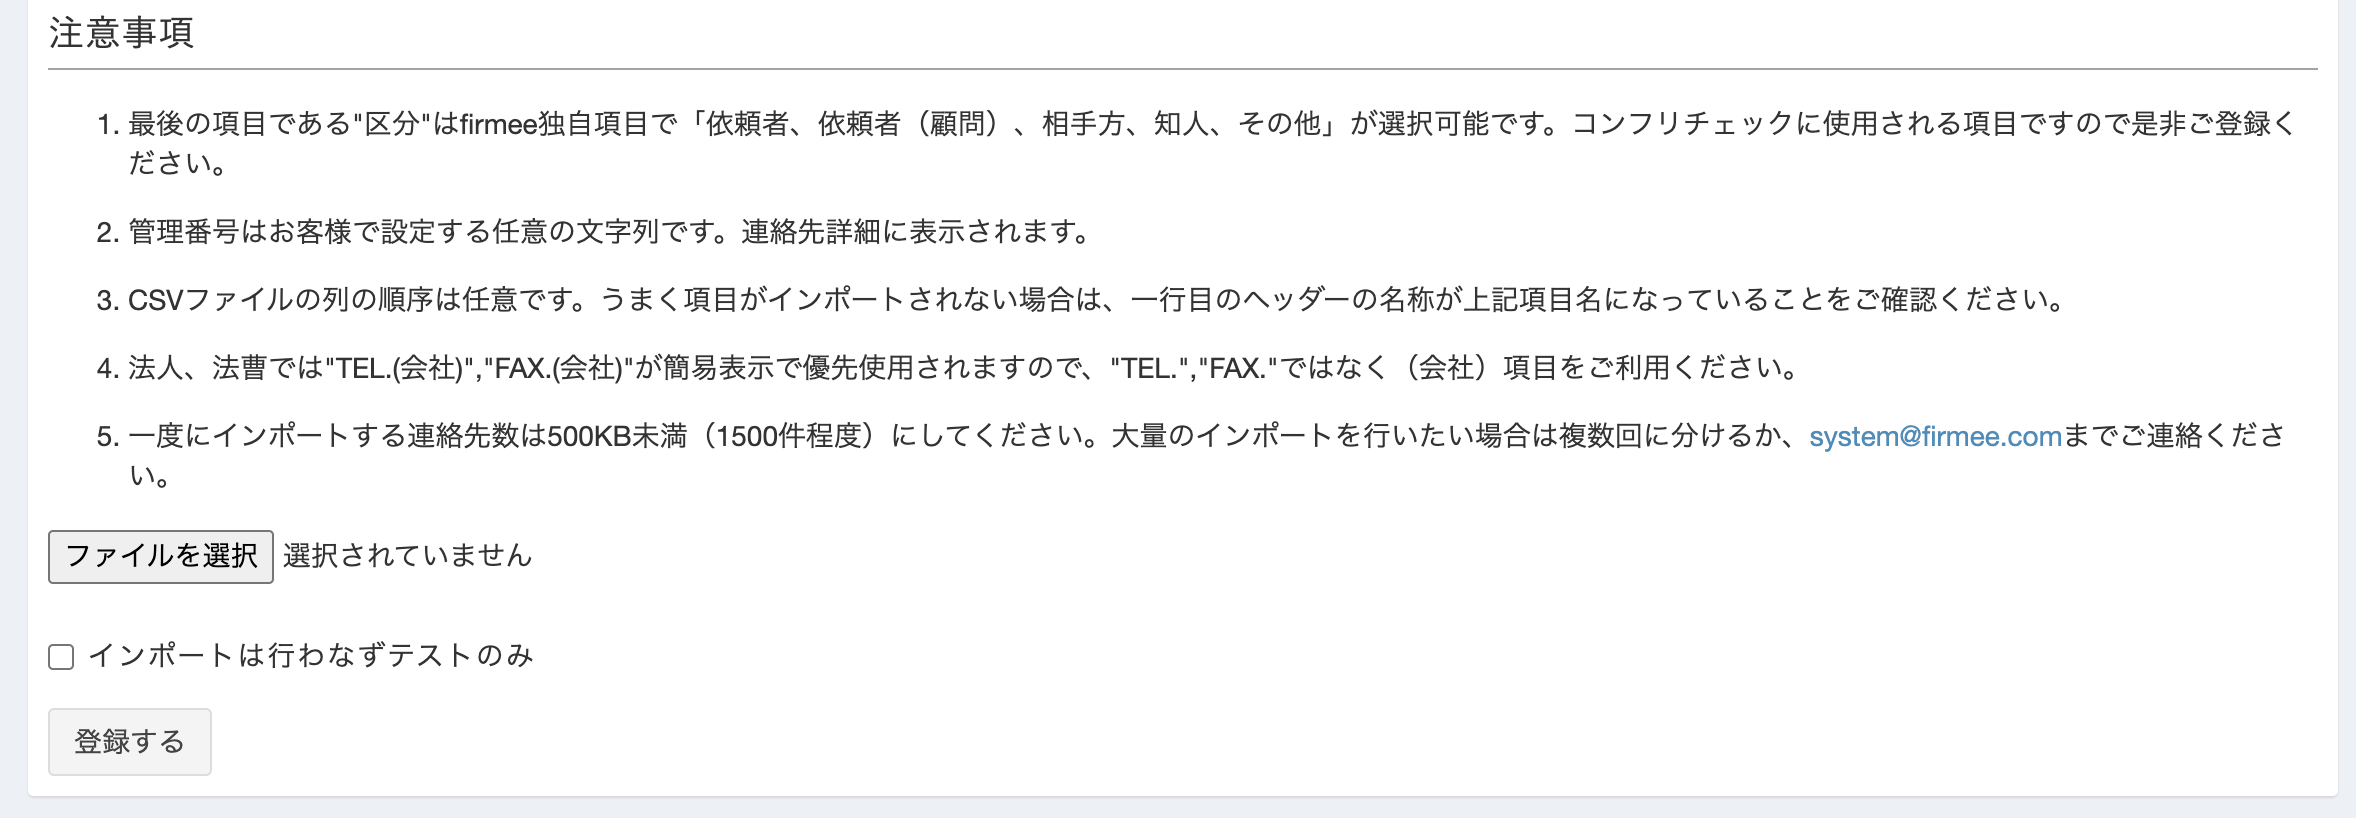 注意事項
1. 最後の項目である"区分"はfirmee独自項目で「依頼者、依頼者（顧問）、相手方、知人、その他」が選択可能です。コンフリチェックに使用される項目ですので是非ご登録く
ださい。
2. 管理番号はお客様で設定する任意の文字列です。連絡先詳細に表示されます。
3. CSVファイルの列の順序は任意です。うまく項目がインポートされない場合は、一行目のヘッダーの名称が上記項目名になっていることをご確認ください。
4. 法人、法曹では"TEL.(会社)","FAX.(会社)"が簡易表示で優先使用されますので、"TEL.","FAX."ではなく（会社）項目をご利用ください。
5. 一度にインポートする連絡先数は500KB未満（1500件程度）にしてください。大量のインポートを行いたい場合は複数回に分けるか、system@firmee.comまでご連絡くださ
い。
ファイルを選択 選択されていません
インポートは行わなずテストのみ
登録する